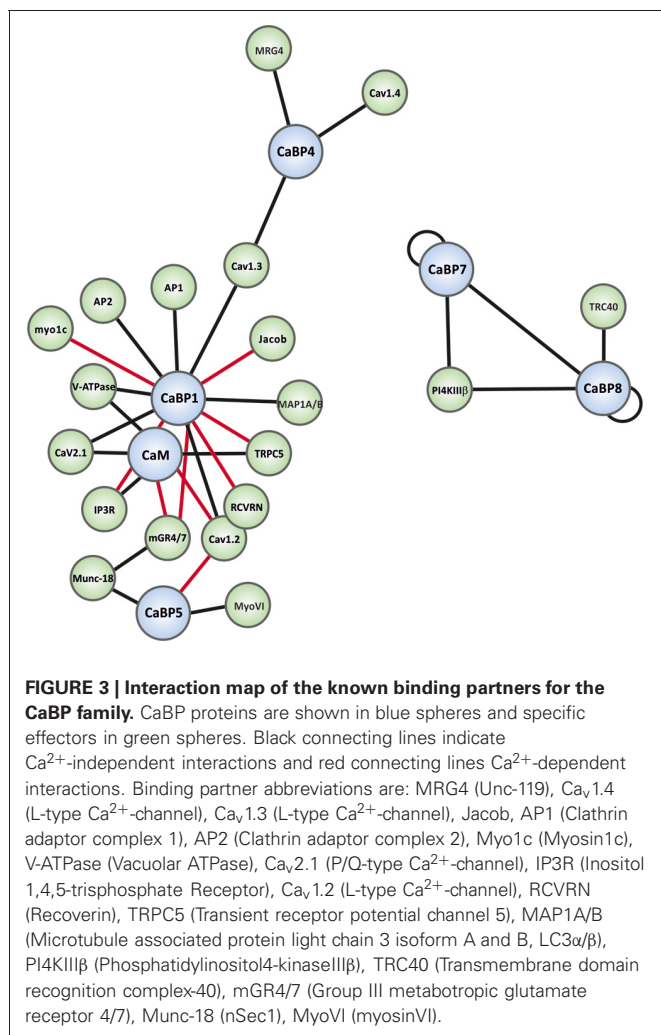 MRG4
Cav1.4
CaBP4
Cav1.3
CaBP7
AP1
AP2
TRC40
myo1c
Jacob
V-ATPase
CaBP1
MAP1A/B
PI4KIIIβ
CaBP8
CaV2.1
CaM
TRPC5
IP3R
RCVRN
mGR4/7
Cav1.2
Munc-18
CaBP5
MyoVI
FIGURE 3 | Interaction map of the known binding partners for the
CaBP family. CaBP proteins are shown in blue spheres and specific
effectors in green spheres. Black connecting lines indicate
Ca²⁺-independent interactions and red connecting lines Ca²⁺-dependent
interactions. Binding partner abbreviations are: MRG4 (Unc-119), Caᵥ1.4
(L-type Ca²⁺-channel), Caᵥ1.3 (L-type Ca²⁺-channel), Jacob, AP1 (Clathrin
adaptor complex 1), AP2 (Clathrin adaptor complex 2), Myo1c (Myosin1c),
V-ATPase (Vacuolar ATPase), Caᵥ2.1 (P/Q-type Ca²⁺-channel), IP3R (Inositol
1,4,5-trisphosphate Receptor), Caᵥ1.2 (L-type Ca²⁺-channel), RCVRN
(Recoverin), TRPC5 (Transient receptor potential channel 5), MAP1A/B
(Microtubule associated protein light chain 3 isoform A and B, LC3α/β),
PI4KIIIβ (Phosphatidylinositol4-kinaseIIIβ), TRC40 (Transmembrane domain
recognition complex-40), mGR4/7 (Group III metabotropic glutamate
receptor 4/7), Munc-18 (nSec1), MyoVI (myosinVI).